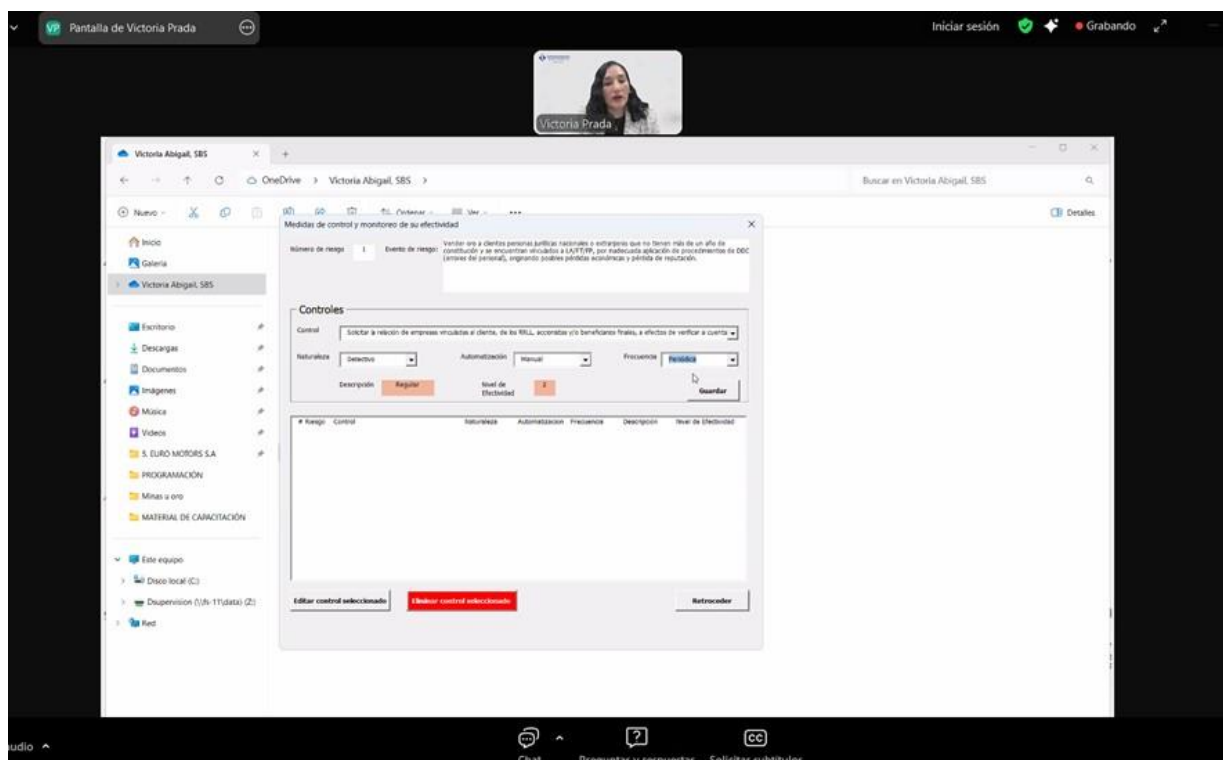 VP Pantalla de Victoria Prada
Iniciar sesión
Grabando
Victoria Prada
Victoria Abigail, SBS
OneDrive > Victoria Abigail, SBS >
Buscar en Victoria Abigail, SBS
Nuevo
Ordenar
Ver
Detalles
Inicio
Galería
Victoria Abigail, SBS
Escritorio
Descargas
Documentos
Imágenes
Música
Videos
5. EURO MOTORS S.A
PROGRAMACIÓN
Minas u oro
MATERIAL DE CAPACITACIÓN
Este equipo
Disco local (C:)
Dsupervision (\\fs-11\data) (Z:)
Red
Medidas de control y monitoreo de su efectividad
Número de riesgo 1 Evento de riesgo:
Vender oro a clientes personas jurídicas nacionales o extranjeras que no tienen más de un año de
constitución y se encuentran vinculados a LA/FT/FP, por inadecuada aplicación de procedimientos de DDC
(errores del personal), originando posibles pérdidas económicas y pérdida de reputación.
Controles
Control Solicitar la relación de empresas vinculadas al cliente, de los RRLL, accionistas y/o beneficiarios finales, a efectos de verificar si cuenta
Naturaleza Detectivo Automatización Manual Frecuencia Periódica
Descripción Regular Nivel de Efectividad 2 Guardar
# Riesgo Control Naturaleza Automatizacion Frecuencia Descripción Nivel de Efectividad
Editar control seleccionado Eliminar control seleccionado Retroceder
udio
Chat
Preguntas y respuestas
Solicitar subtítulos